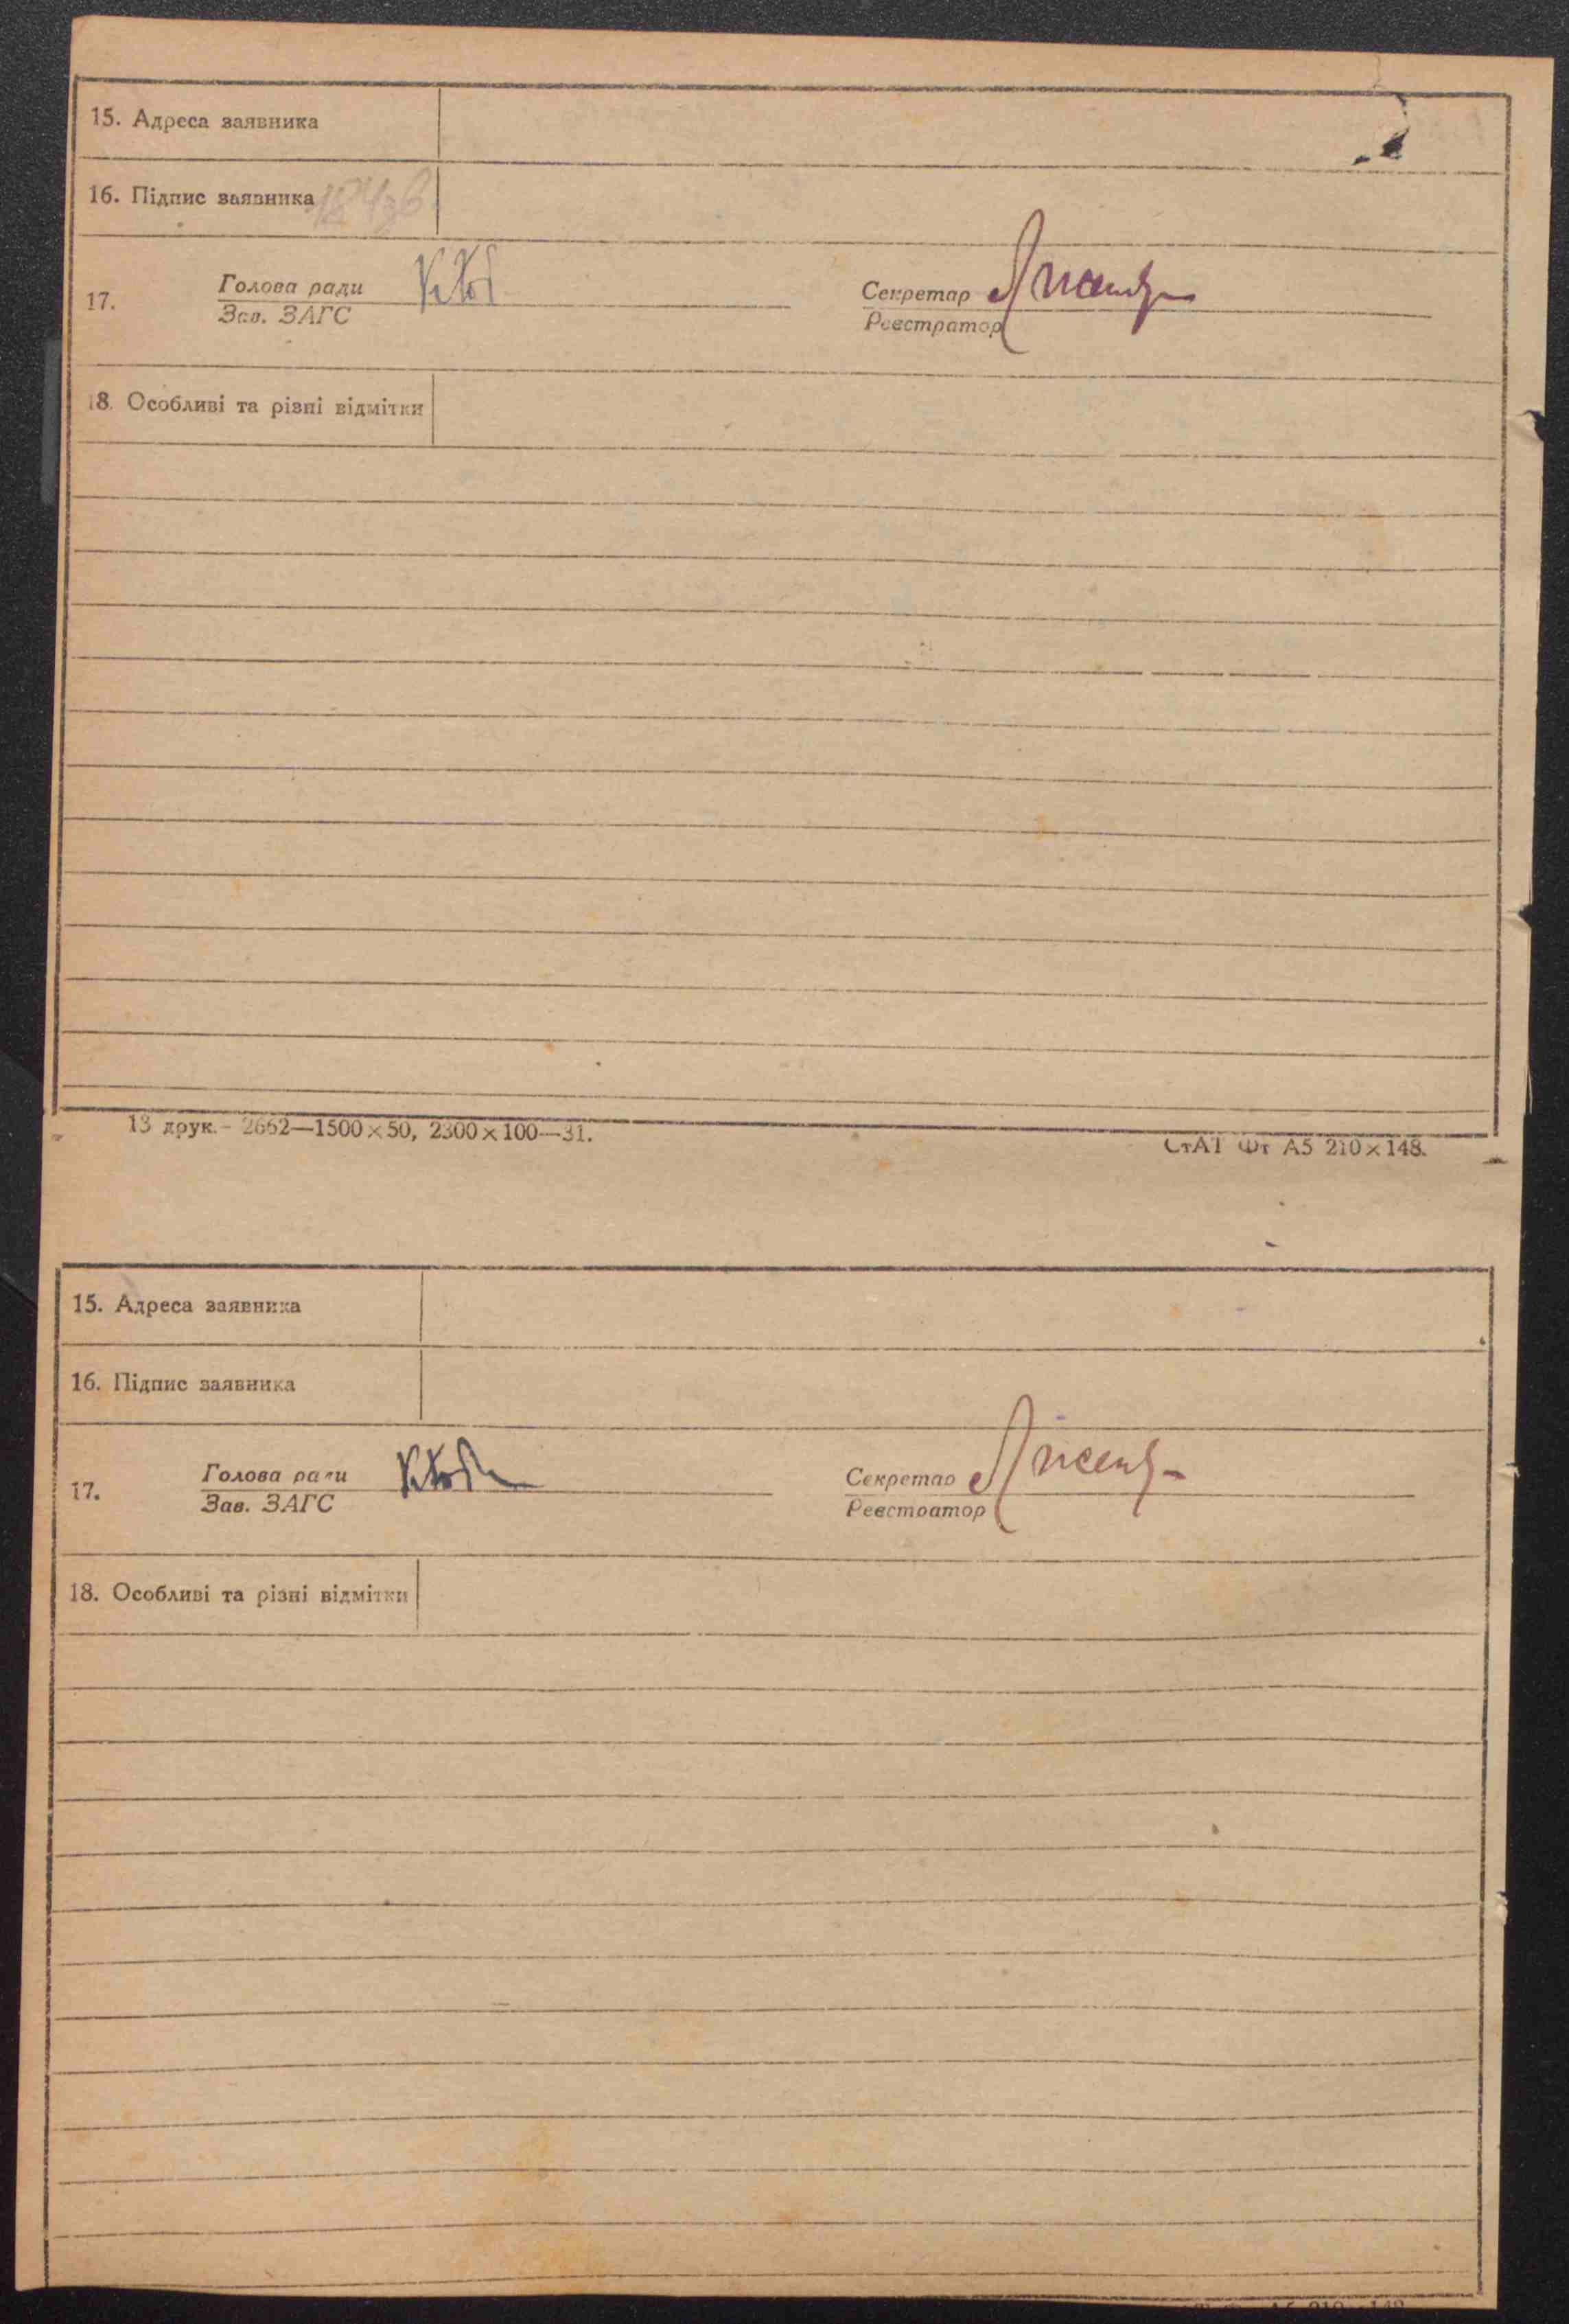 15. Адреса заявника
16. Підпис заявника
17. Голова ради Секретар
Зав. ЗАГС Реєстратор
18. Особливі та різні відмітки
13 друк.- 2662—1500×50, 2300×100—31.
СтАТ Фт А5 210×148.
15. Адреса заявника
16. Підпис заявника
17. Голова ради Секретар
Зав. ЗАГС Реєстратор
18. Особливі та різні відмітки